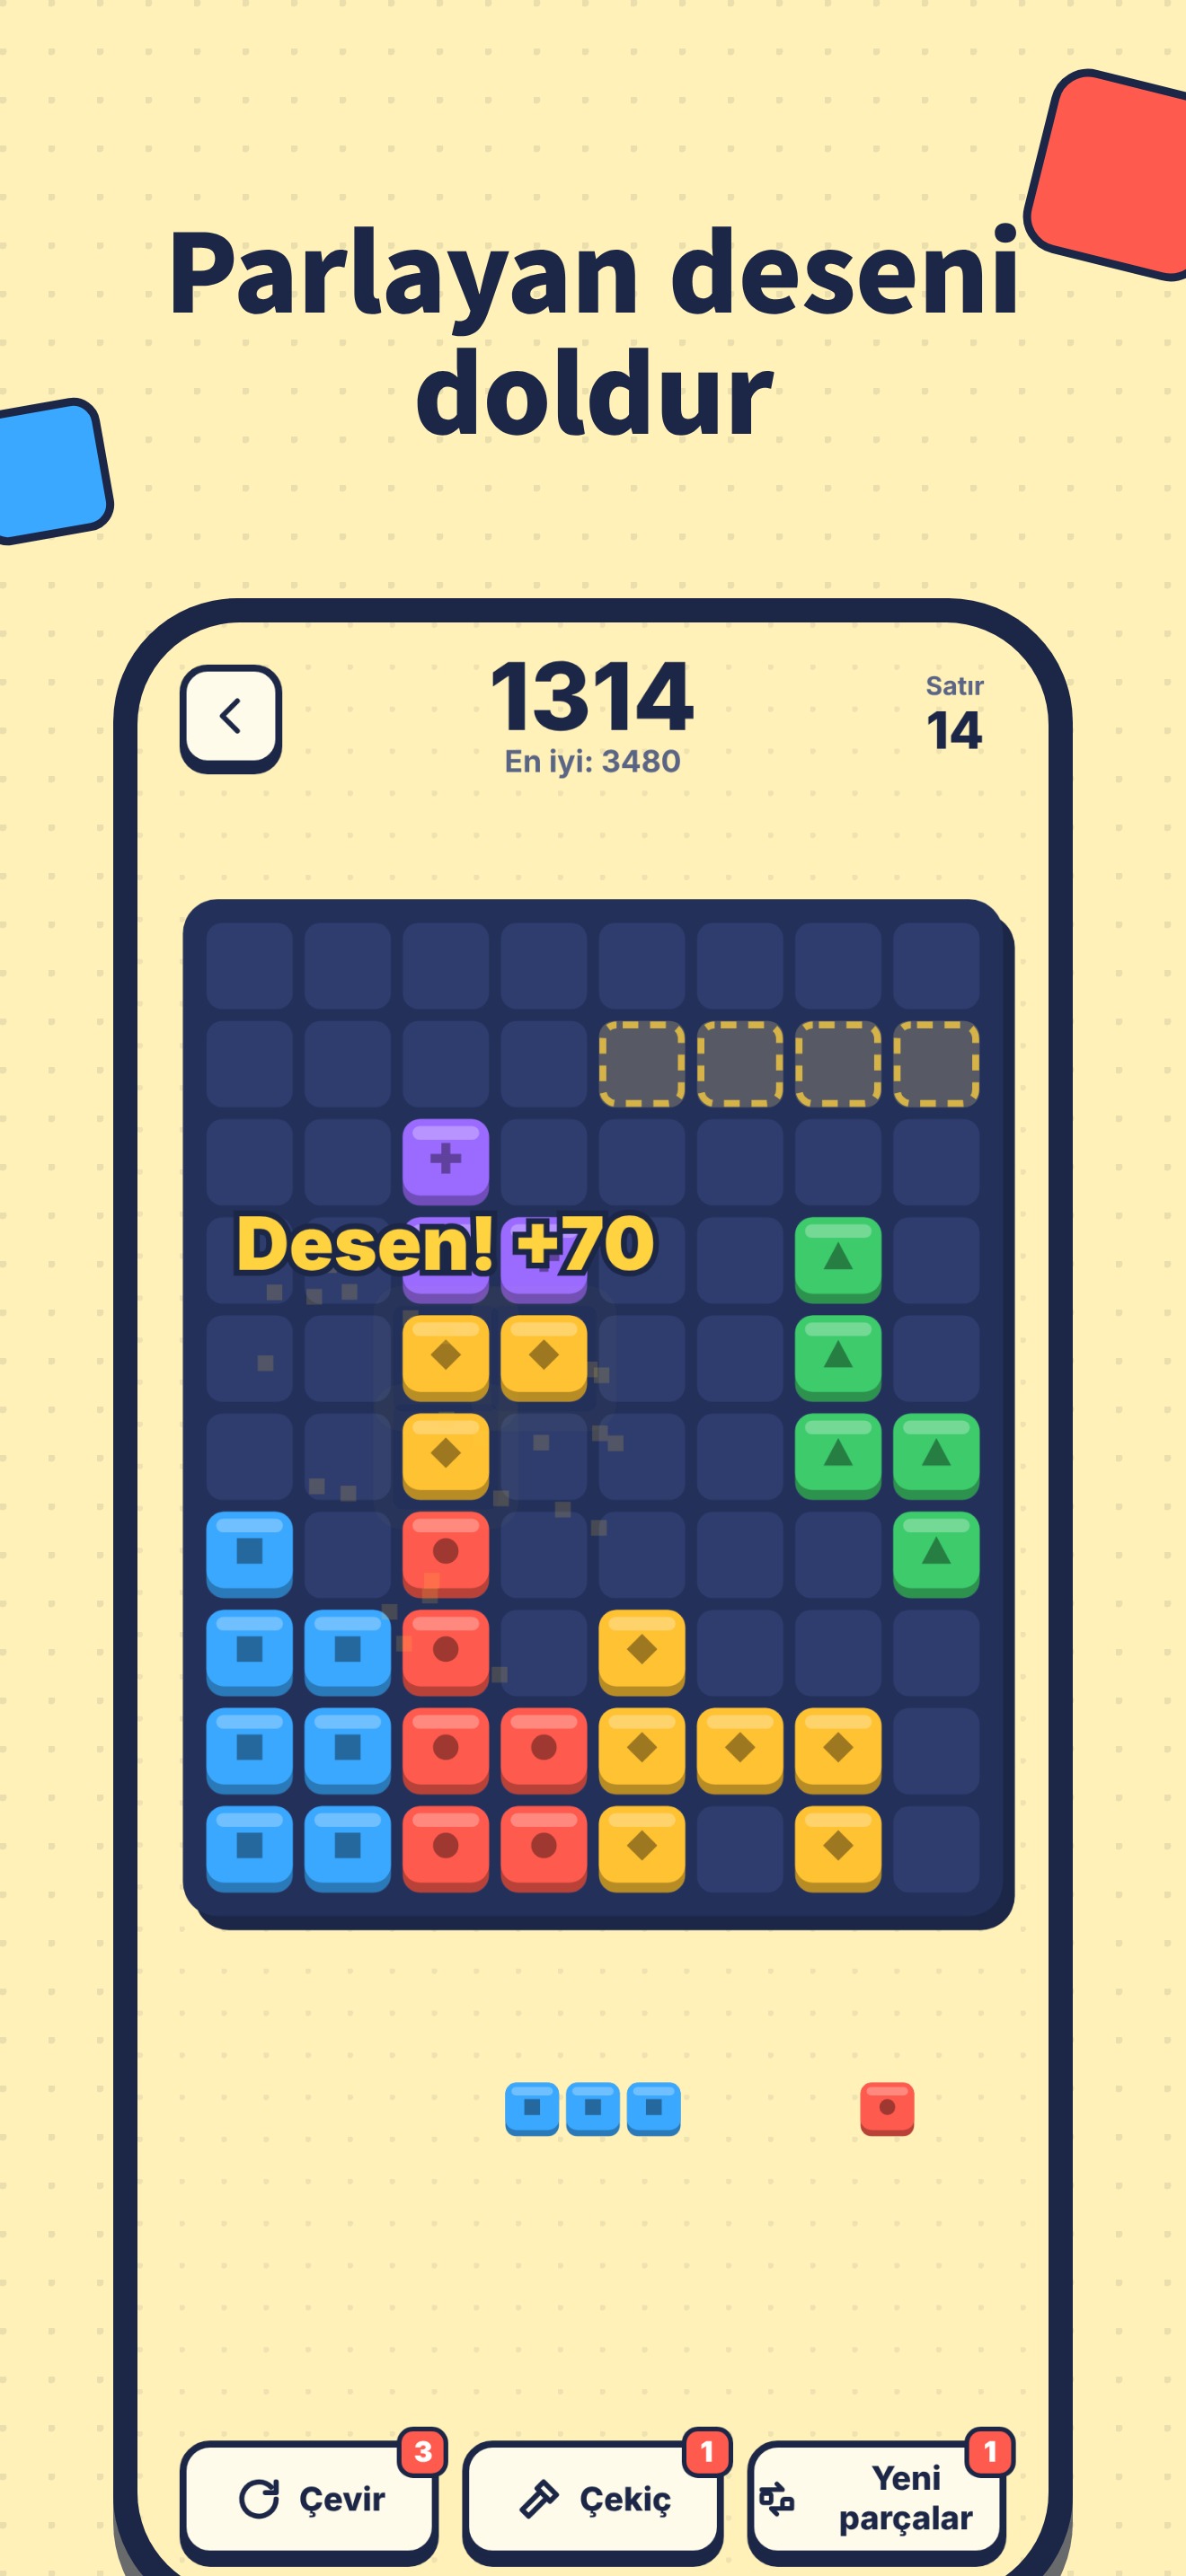 Parlayan deseni
doldur
1314
En iyi: 3480
Satır
14
Desen! +70
3
Çevir
1
Çekiç
1
Yeni
parçalar